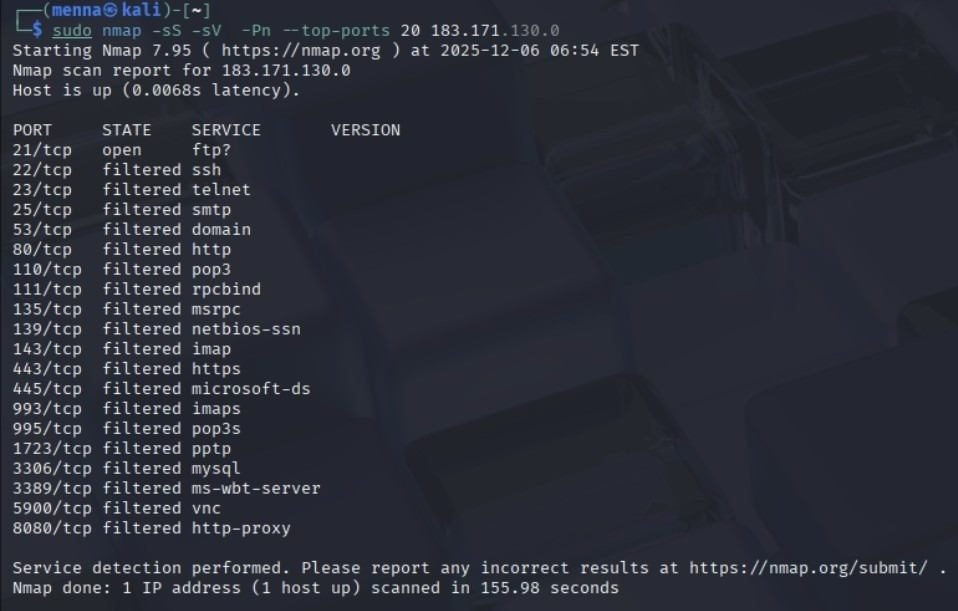 ┌──(menna㉿kali)-[~]
└─$ sudo nmap -sS -sV  -Pn --top-ports 20 183.171.130.0
Starting Nmap 7.95 ( https://nmap.org ) at 2025-12-06 06:54 EST
Nmap scan report for 183.171.130.0
Host is up (0.0068s latency).

PORT     STATE    SERVICE       VERSION
21/tcp   open     ftp?
22/tcp   filtered ssh
23/tcp   filtered telnet
25/tcp   filtered smtp
53/tcp   filtered domain
80/tcp   filtered http
110/tcp  filtered pop3
111/tcp  filtered rpcbind
135/tcp  filtered msrpc
139/tcp  filtered netbios-ssn
143/tcp  filtered imap
443/tcp  filtered https
445/tcp  filtered microsoft-ds
993/tcp  filtered imaps
995/tcp  filtered pop3s
1723/tcp filtered pptp
3306/tcp filtered mysql
3389/tcp filtered ms-wbt-server
5900/tcp filtered vnc
8080/tcp filtered http-proxy

Service detection performed. Please report any incorrect results at https://nmap.org/submit/ .
Nmap done: 1 IP address (1 host up) scanned in 155.98 seconds